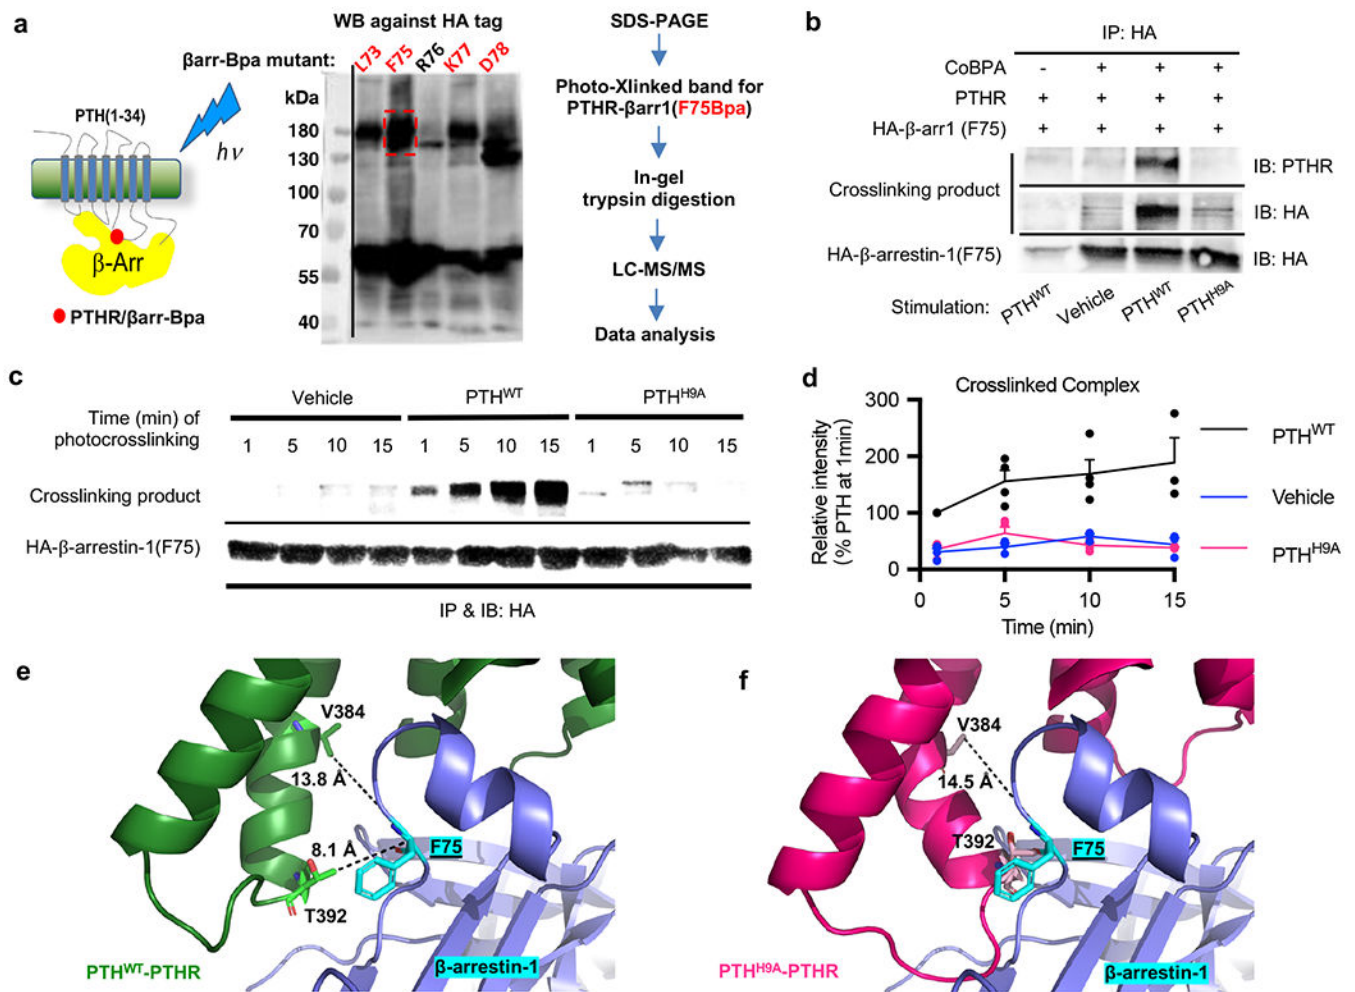 a
WB against HA tag
βarr-Bpa mutant: L73 F75 R76 K77 D78
kDa
180
130
100
70
55
40
PTH(1-34)
hν
β-Arr
PTHR/βarr-Bpa
SDS-PAGE
Photo-Xlinked band for
PTHR-βarr1(F75Bpa)
In-gel
trypsin digestion
LC-MS/MS
Data analysis
b
IP: HA
CoBPA - + + +
PTHR + + + +
HA-β-arr1 (F75) + + + +
Crosslinking product
IB: PTHR
IB: HA
HA-β-arrestin-1(F75) IB: HA
Stimulation: PTHWT Vehicle PTHWT PTHH9A
c
Vehicle PTHWT PTHH9A
Time (min) of
photocrosslinking
1 5 10 15 1 5 10 15 1 5 10 15
Crosslinking product
HA-β-arrestin-1(F75)
IP & IB: HA
d
Crosslinked Complex
Relative intensity
(% PTH at 1min)
300
200
100
0
0 5 10 15
Time (min)
PTHWT
Vehicle
PTHH9A
e
V384
13.8 Å
8.1 Å
F75
T392
PTHWT-PTHR
β-arrestin-1
f
V384
14.5 Å
T392
F75
PTHH9A-PTHR
β-arrestin-1